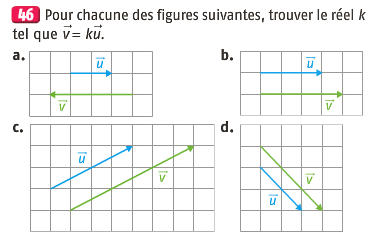 46 Pour chacune des figures suivantes, trouver le réel k
tel que v⃗ = ku⃗.
a. b.
u⃗ u⃗
v⃗ v⃗
c. d.
u⃗ v⃗ v⃗ u⃗